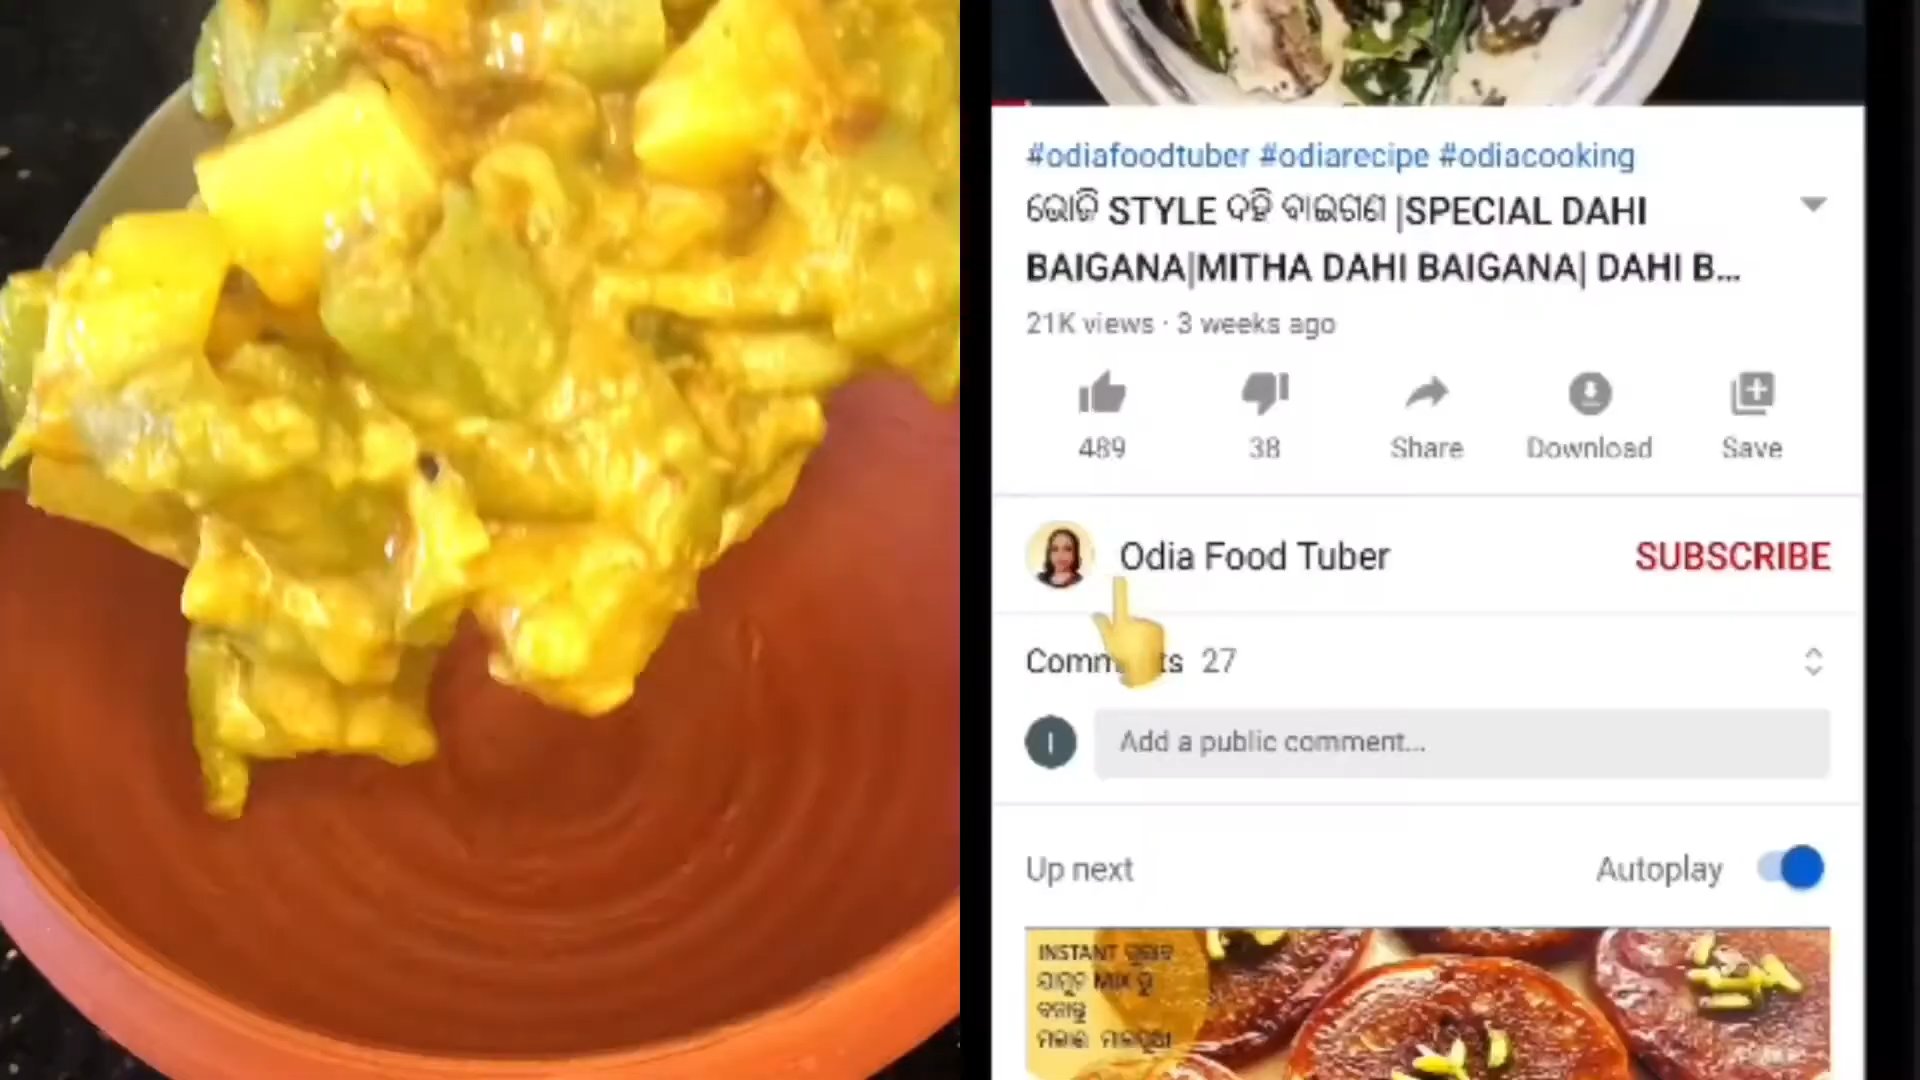 #odiafoodtuber #odiarecipe #odiacooking
ଭୋଜି STYLE ଦହି ବାଇଗଣ |SPECIAL DAHI
BAIGANA|MITHA DAHI BAIGANA| DAHI B...
21K views · 3 weeks ago
489
38
Share
Download
Save
Odia Food Tuber
SUBSCRIBE
27
I
Add a public comment...
Up next
Autoplay
INSTANT
MIX ରୁ